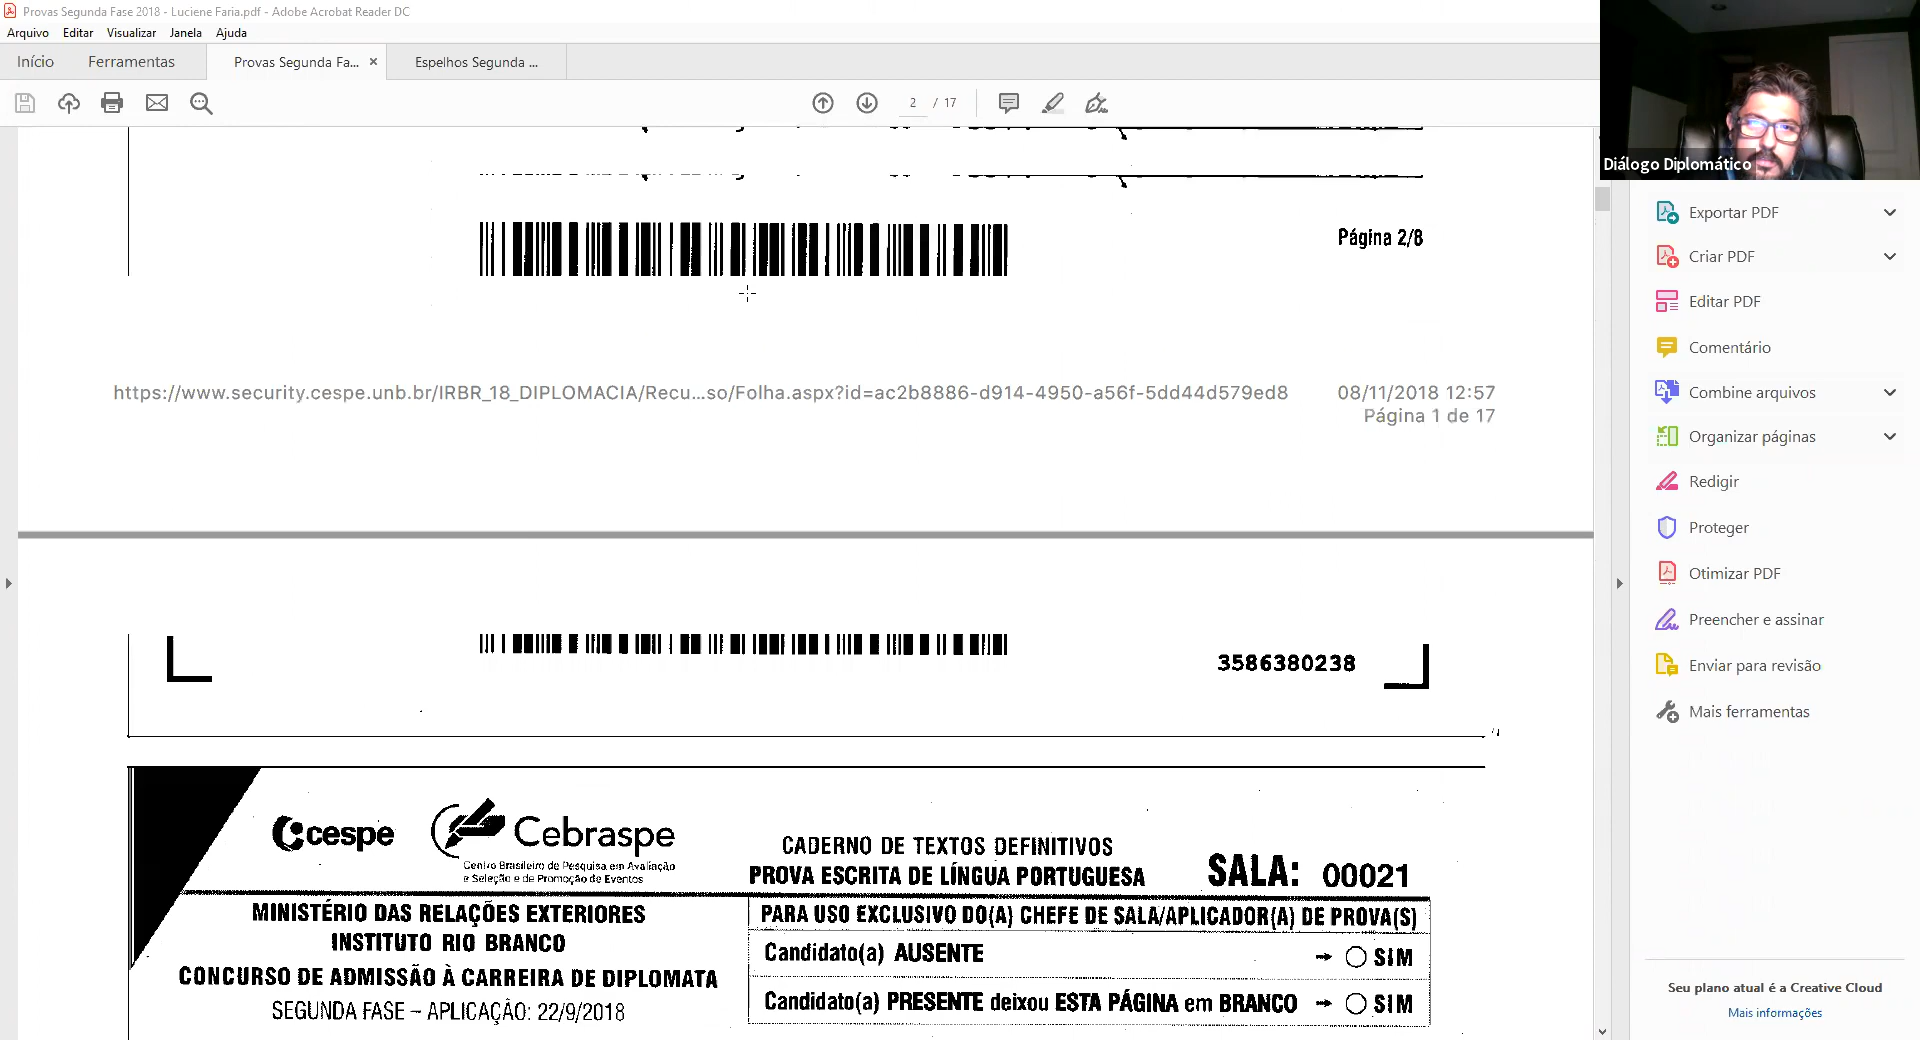 Provas Segunda Fase 2018 - Luciene Faria.pdf - Adobe Acrobat Reader DC
Arquivo Editar Visualizar Janela Ajuda
Início Ferramentas Provas Segunda Fa... × Espelhos Segunda ...
2 / 17
Diálogo Diplomático
Página 2/8
https://www.security.cespe.unb.br/IRBR_18_DIPLOMACIA/Recu...so/Folha.aspx?id=ac2b8886-d914-4950-a56f-5dd44d579ed8 08/11/2018 12:57
Página 1 de 17
3586380238
cespe Cebraspe
Centro Brasileiro de Pesquisa em Avaliação
e Seleção e de Promoção de Eventos
CADERNO DE TEXTOS DEFINITIVOS
PROVA ESCRITA DE LÍNGUA PORTUGUESA
SALA: 00021
MINISTÉRIO DAS RELAÇÕES EXTERIORES
INSTITUTO RIO BRANCO
CONCURSO DE ADMISSÃO À CARREIRA DE DIPLOMATA
SEGUNDA FASE – APLICAÇÃO: 22/9/2018
PARA USO EXCLUSIVO DO(A) CHEFE DE SALA/APLICADOR(A) DE PROVA(S)
Candidato(a) AUSENTE → SIM
Candidato(a) PRESENTE deixou ESTA PÁGINA em BRANCO → SIM
Exportar PDF
Criar PDF
Editar PDF
Comentário
Combine arquivos
Organizar páginas
Redigir
Proteger
Otimizar PDF
Preencher e assinar
Enviar para revisão
Mais ferramentas
Seu plano atual é a Creative Cloud
Mais informações